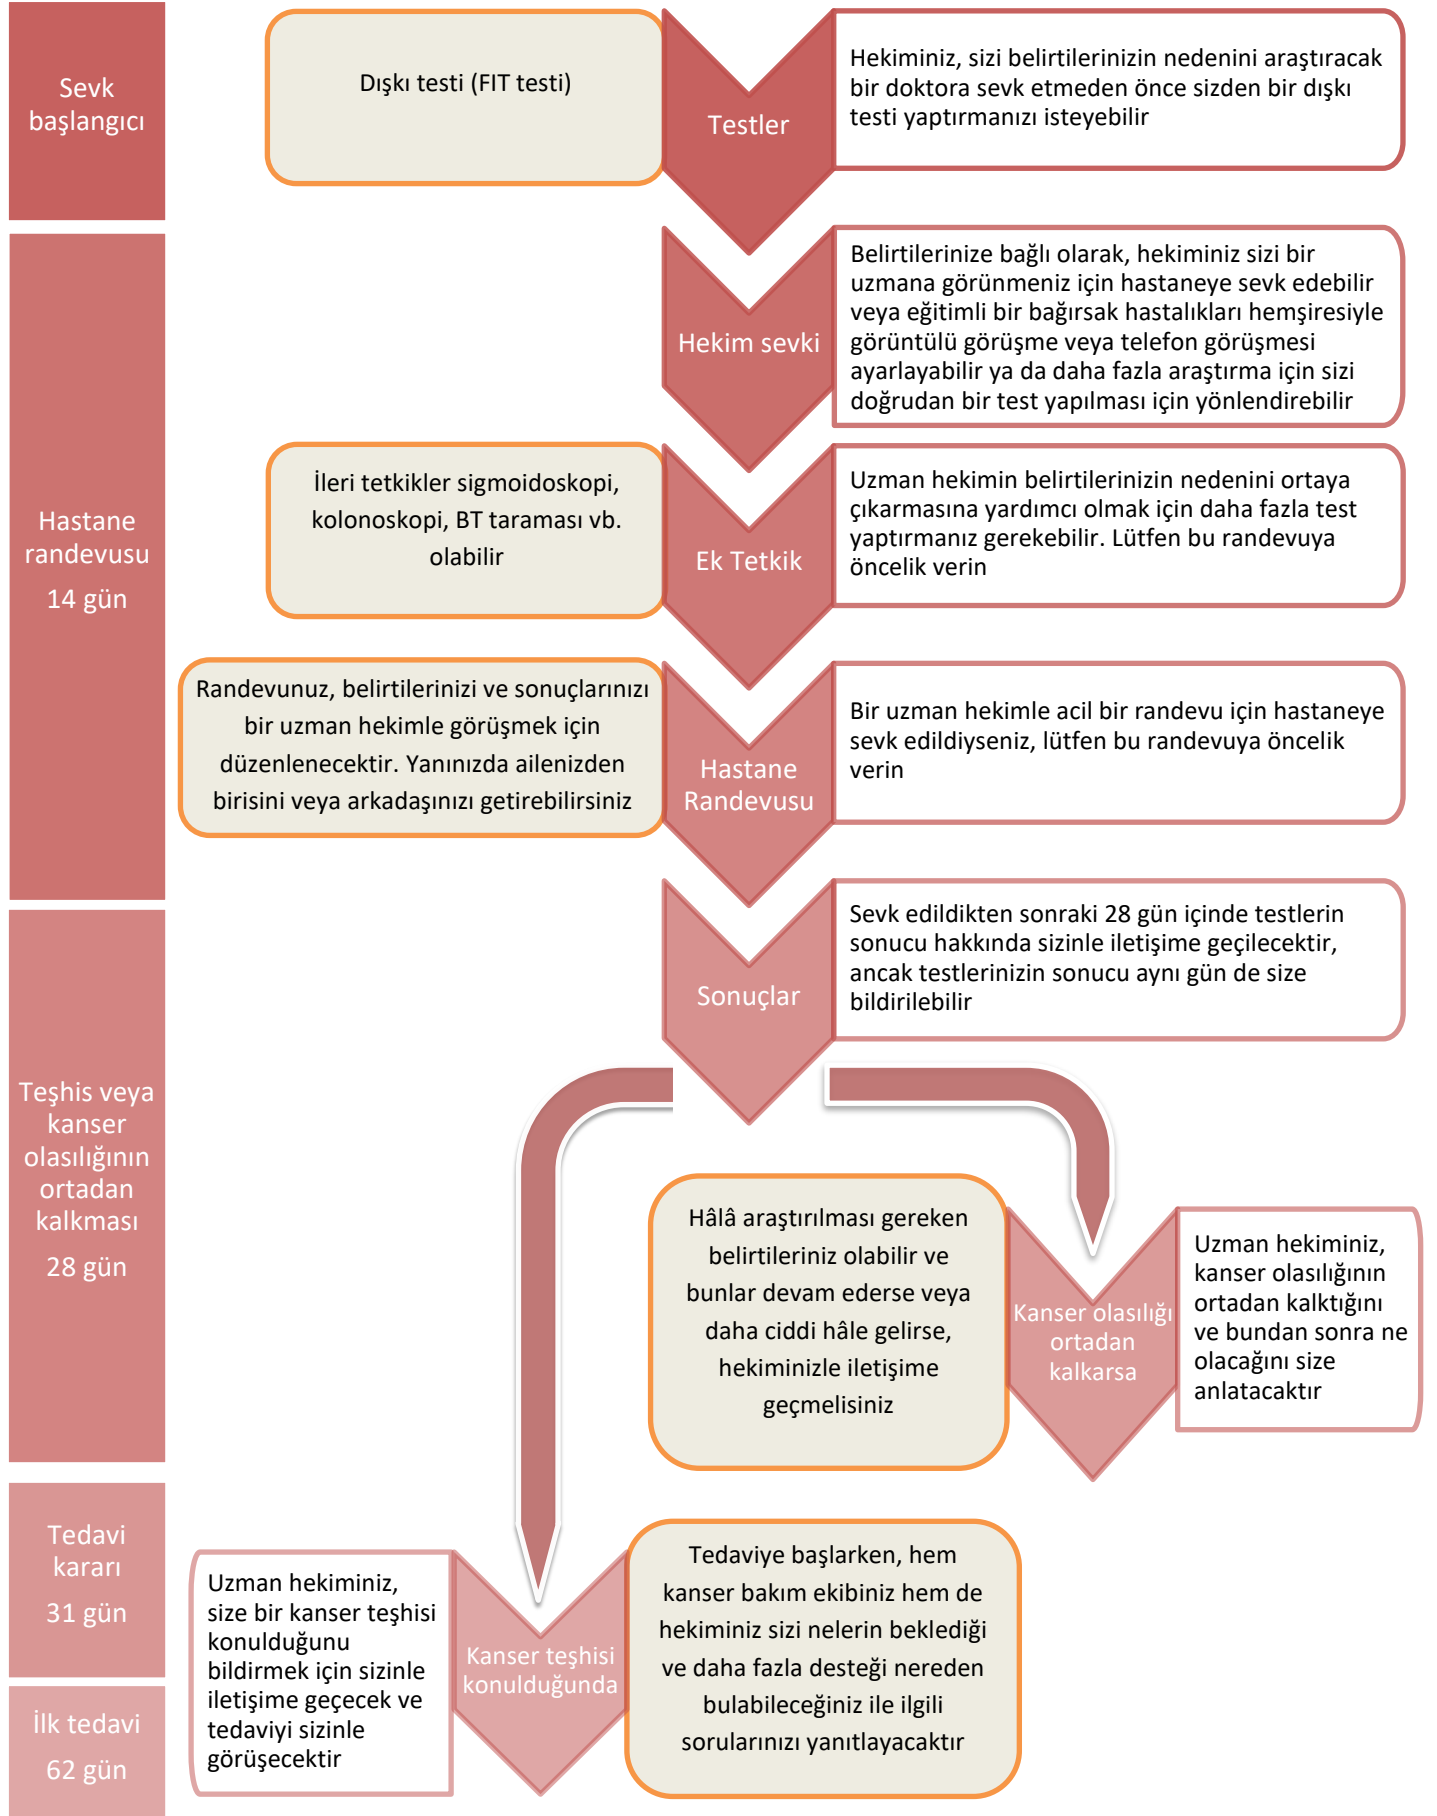 Sevk
başlangıcı
Dışkı testi (FIT testi)
Testler
Hekiminiz, sizi belirtilerinizin nedenini araştıracak
bir doktora sevk etmeden önce sizden bir dışkı
testi yaptırmanızı isteyebilir
Hastane
randevusu
14 gün
Hekim sevki
Belirtilerinize bağlı olarak, hekiminiz sizi bir
uzmana görünmeniz için hastaneye sevk edebilir
veya eğitimli bir bağırsak hastalıkları hemşiresiyle
görüntülü görüşme veya telefon görüşmesi
ayarlayabilir ya da daha fazla araştırma için sizi
doğrudan bir test yapılması için yönlendirebilir
İleri tetkikler sigmoidoskopi,
kolonoskopi, BT taraması vb.
olabilir
Ek Tetkik
Uzman hekimin belirtilerinizin nedenini ortaya
çıkarmasına yardımcı olmak için daha fazla test
yaptırmanız gerekebilir. Lütfen bu randevuya
öncelik verin
Randevunuz, belirtilerinizi ve sonuçlarınızı
bir uzman hekimle görüşmek için
düzenlenecektir. Yanınızda ailenizden
birisini veya arkadaşınızı getirebilirsiniz
Hastane
Randevusu
Bir uzman hekimle acil bir randevu için hastaneye
sevk edildiyseniz, lütfen bu randevuya öncelik
verin
Teşhis veya
kanser
olasılığının
ortadan
kalkması
28 gün
Sonuçlar
Sevk edildikten sonraki 28 gün içinde testlerin
sonucu hakkında sizinle iletişime geçilecektir,
ancak testlerinizin sonucu aynı gün de size
bildirilebilir
Hâlâ araştırılması gereken
belirtileriniz olabilir ve
bunlar devam ederse veya
daha ciddi hâle gelirse,
hekiminizle iletişime
geçmelisiniz
Kanser olasılığı
ortadan
kalkarsa
Uzman hekiminiz,
kanser olasılığının
ortadan kalktığını
ve bundan sonra ne
olacağını size
anlatacaktır
Tedavi
kararı
31 gün
İlk tedavi
62 gün
Uzman hekiminiz,
size bir kanser teşhisi
konulduğunu
bildirmek için sizinle
iletişime geçecek ve
tedaviyi sizinle
görüşecektir
Kanser teşhisi
konulduğunda
Tedaviye başlarken, hem
kanser bakım ekibiniz hem de
hekiminiz sizi nelerin beklediği
ve daha fazla desteği nereden
bulabileceğiniz ile ilgili
sorularınızı yanıtlayacaktır